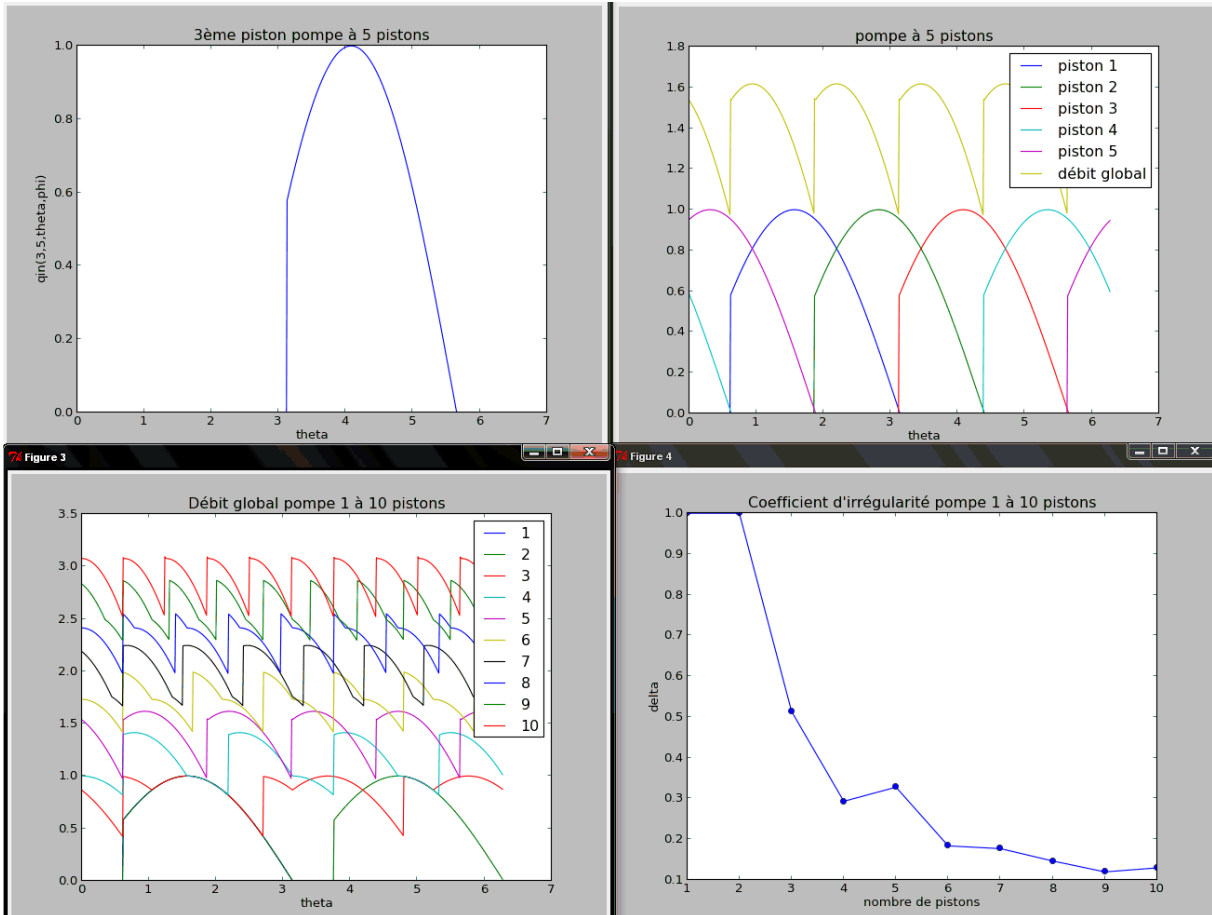 3ème piston pompe à 5 pistons
1.0
0.8
0.6
0.4
0.2
0.0
qin(3,5,theta,phi)
0 1 2 3 4 5 6 7
theta
pompe à 5 pistons
1.8
1.6
1.4
1.2
1.0
0.8
0.6
0.4
0.2
0.0
piston 1
piston 2
piston 3
piston 4
piston 5
débit global
0 1 2 3 4 5 6 7
theta
Figure 3
Débit global pompe 1 à 10 pistons
3.5
3.0
2.5
2.0
1.5
1.0
0.5
0.0
1
2
3
4
5
6
7
8
9
10
0 1 2 3 4 5 6 7
theta
Figure 4
Coefficient d'irrégularité pompe 1 à 10 pistons
1.0
0.9
0.8
0.7
0.6
0.5
0.4
0.3
0.2
0.1
delta
1 2 3 4 5 6 7 8 9 10
nombre de pistons